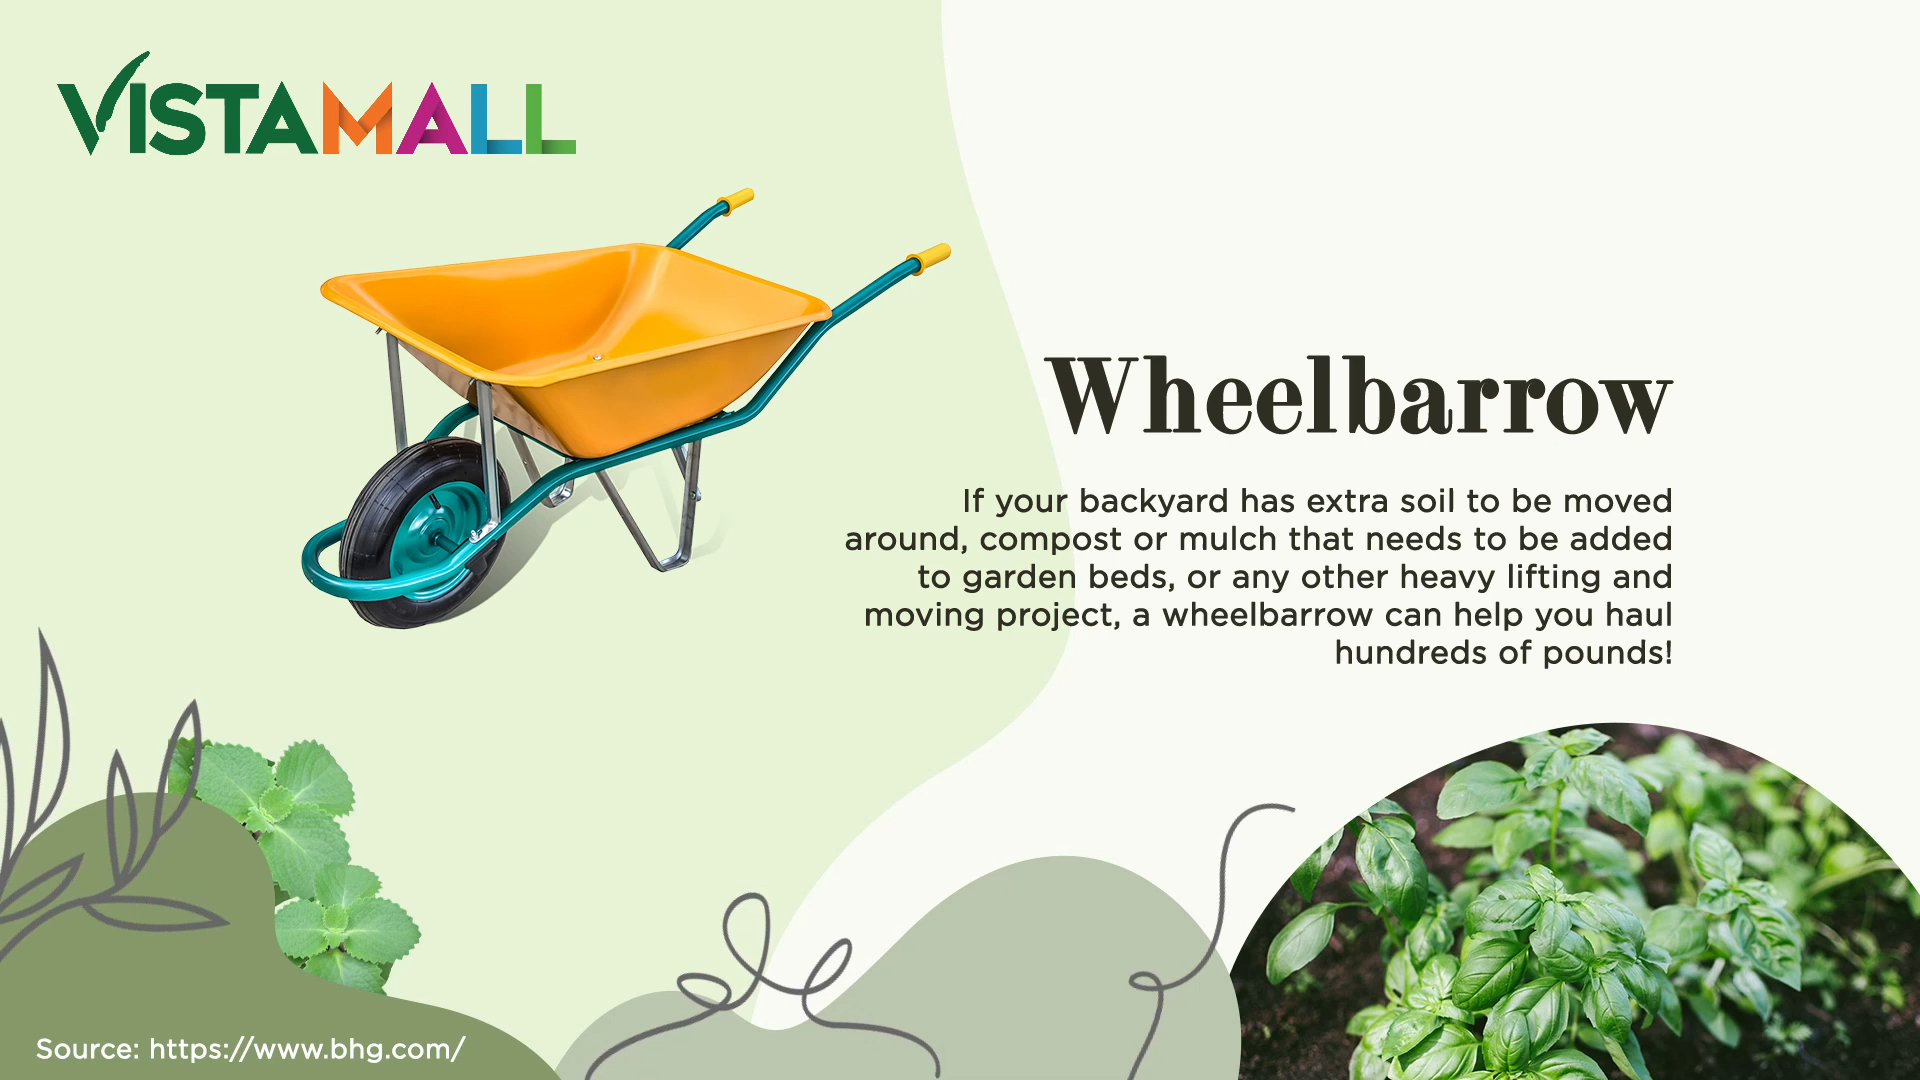 VISTAMALL
Wheelbarrow
If your backyard has extra soil to be moved
around, compost or mulch that needs to be added
to garden beds, or any other heavy lifting and
moving project, a wheelbarrow can help you haul
hundreds of pounds!
Source: https://www.bhg.com/